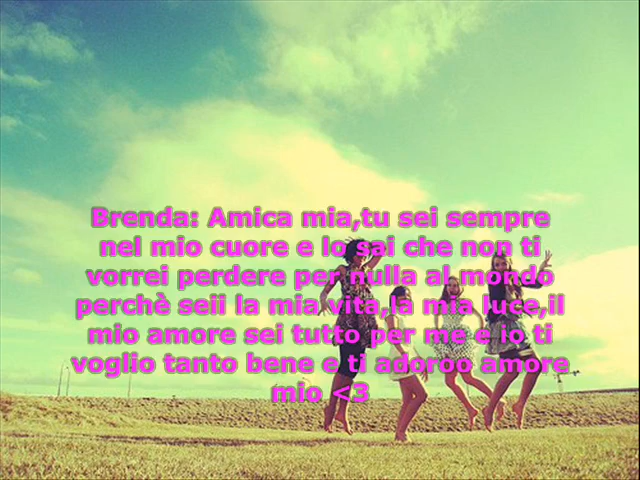 Brenda: Amica mia,tu sei sempre
nel mio cuore e lo sai che non ti
vorrei perdere per nulla al mondo
perchè seii la mia vita,la mia luce,il
mio amore sei tutto per me e io ti
voglio tanto bene e ti adoroo amore
mio <3